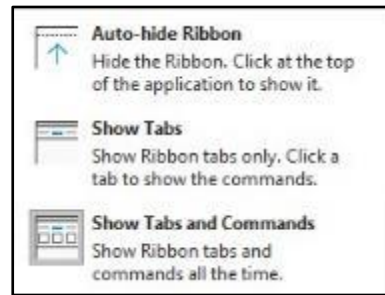 Auto-hide Ribbon
Hide the Ribbon. Click at the top
of the application to show it.
Show Tabs
Show Ribbon tabs only. Click a
tab to show the commands.
Show Tabs and Commands
Show Ribbon tabs and
commands all the time.